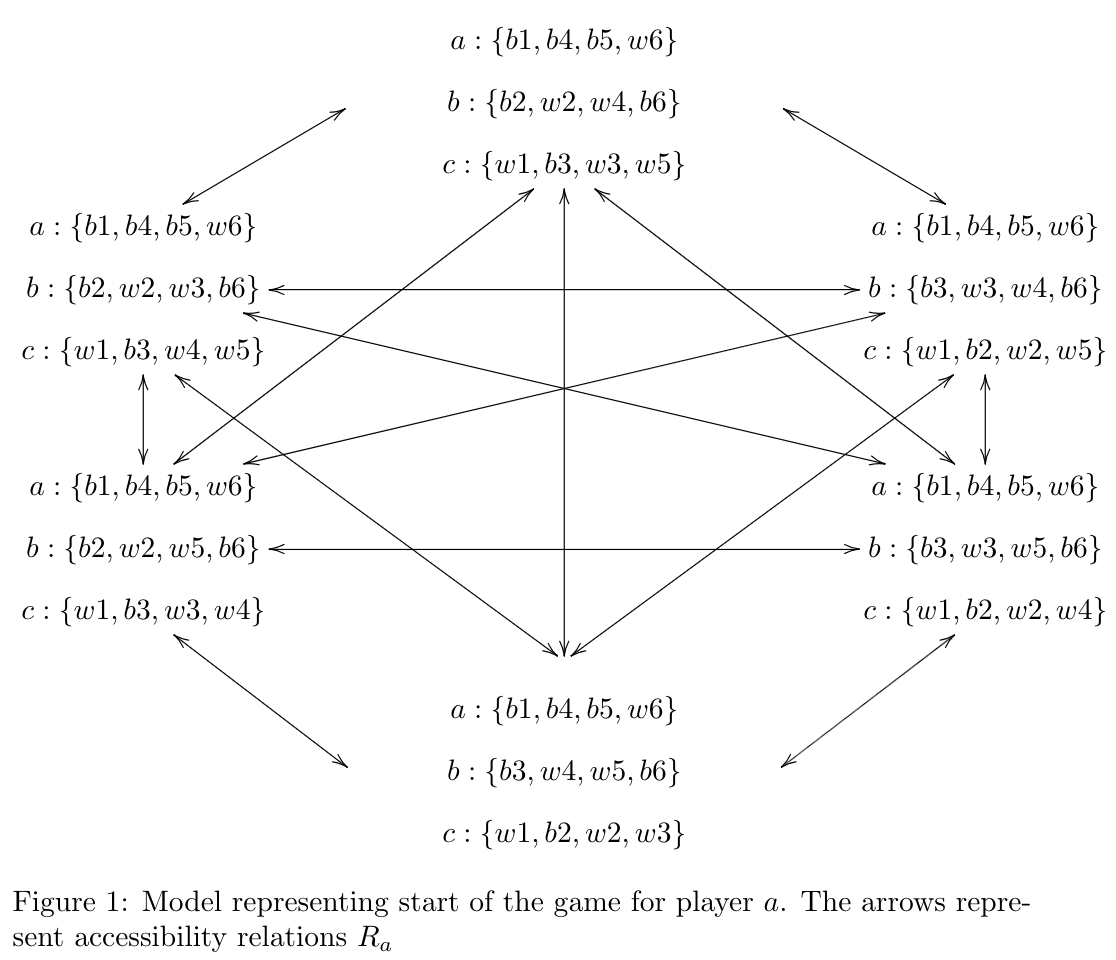 a : {b1, b4, b5, w6}
b : {b2, w2, w4, b6}
c : {w1, b3, w3, w5}
a : {b1, b4, b5, w6}
b : {b2, w2, w3, b6}
c : {w1, b3, w4, w5}
a : {b1, b4, b5, w6}
b : {b3, w3, w4, b6}
c : {w1, b2, w2, w5}
a : {b1, b4, b5, w6}
b : {b2, w2, w5, b6}
c : {w1, b3, w3, w4}
a : {b1, b4, b5, w6}
b : {b3, w3, w5, b6}
c : {w1, b2, w2, w4}
a : {b1, b4, b5, w6}
b : {b3, w4, w5, b6}
c : {w1, b2, w2, w3}
Figure 1: Model representing start of the game for player a. The arrows repre-
sent accessibility relations Rₐ